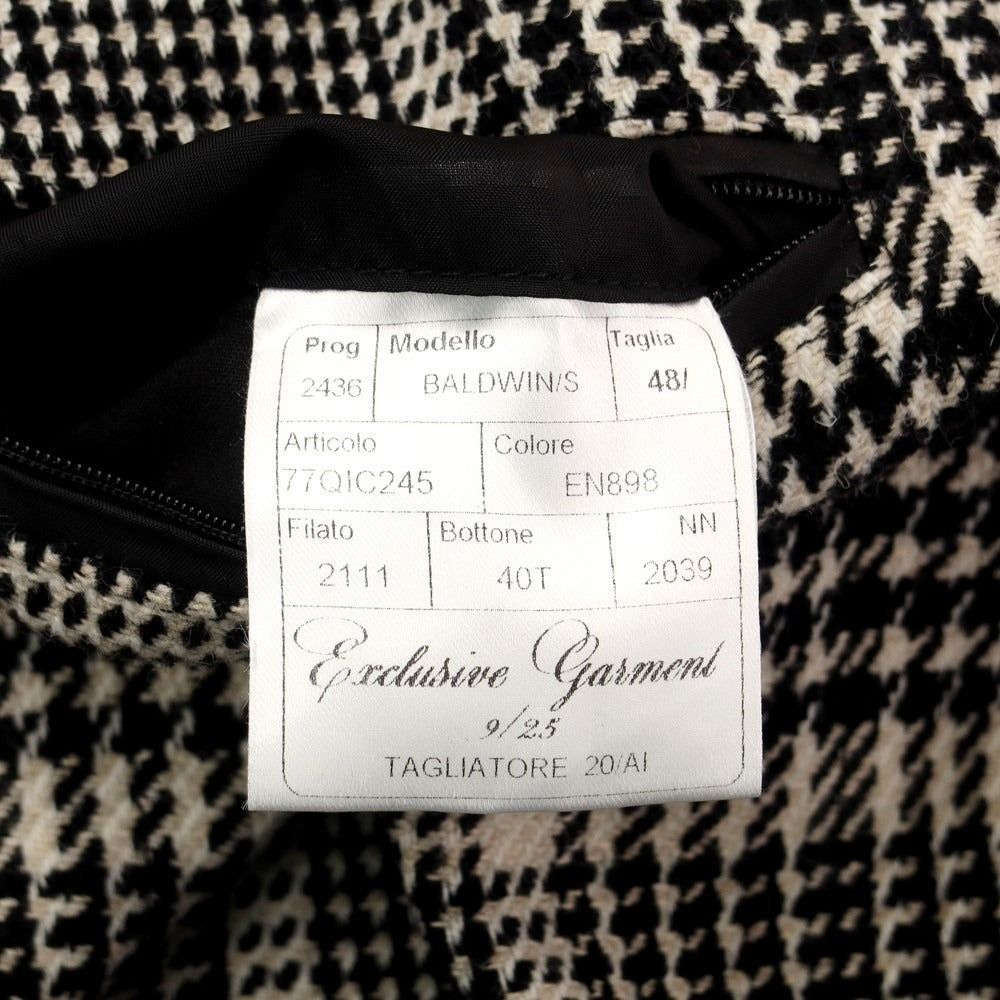 Prog Modello Taglia
2436 BALDWIN/S 48/
Articolo Colore
77QIC245 EN898
Filato Bottone NN
2111 40T 2039
Exclusive Garment
9/25
TAGLIATORE 20/AI